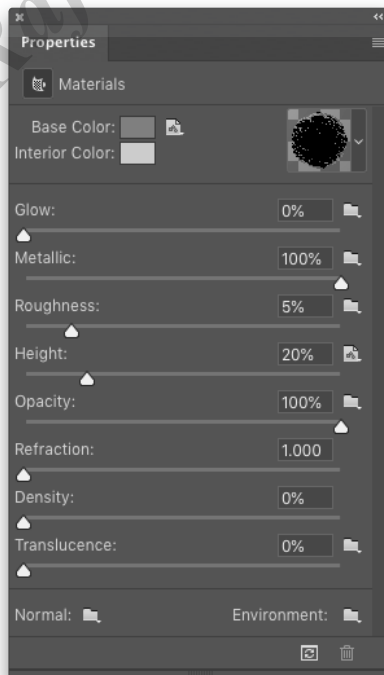 Properties
Materials
Base Color:
Interior Color:
Glow: 0%
Metallic: 100%
Roughness: 5%
Height: 20%
Opacity: 100%
Refraction: 1.000
Density: 0%
Translucence: 0%
Normal: Environment: